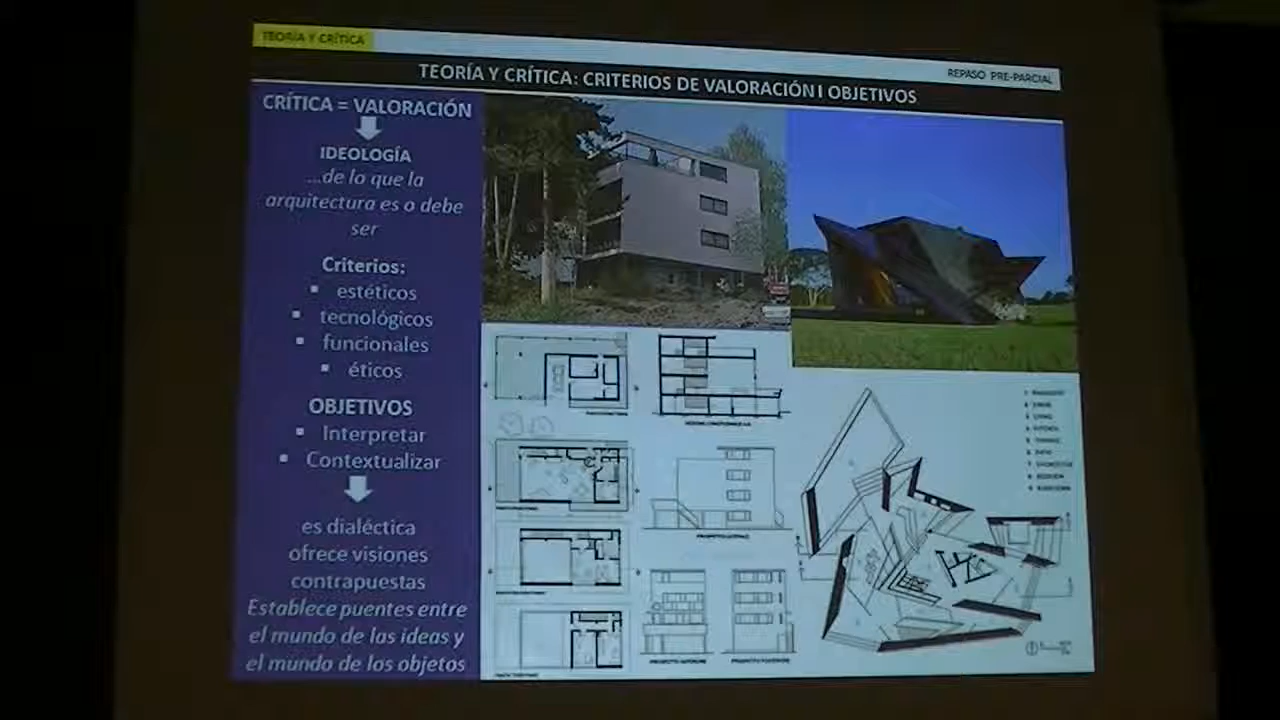 TEORÍA Y CRÍTICA
REPASO PRE-PARCIAL
TEORÍA Y CRÍTICA: CRITERIOS DE VALORACIÓN I OBJETIVOS
CRÍTICA = VALORACIÓN
IDEOLOGÍA
...de lo que la
arquitectura es o debe
ser
Criterios:
▪ estéticos
▪ tecnológicos
▪ funcionales
▪ éticos
OBJETIVOS
▪ Interpretar
▪ Contextualizar
es dialéctica
ofrece visiones
contrapuestas
Establece puentes entre
el mundo de las ideas y
el mundo de los objetos